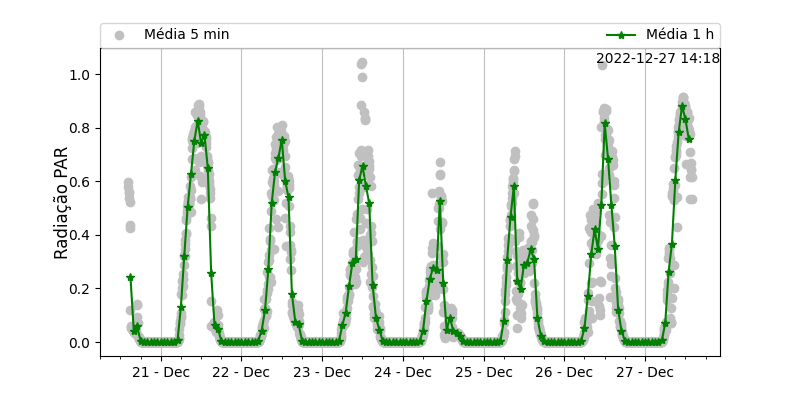 Média 5 min
Média 1 h
2022-12-27 14:18
1.0
0.8
0.6
0.4
0.2
0.0
Radiação PAR
21 - Dec
22 - Dec
23 - Dec
24 - Dec
25 - Dec
26 - Dec
27 - Dec